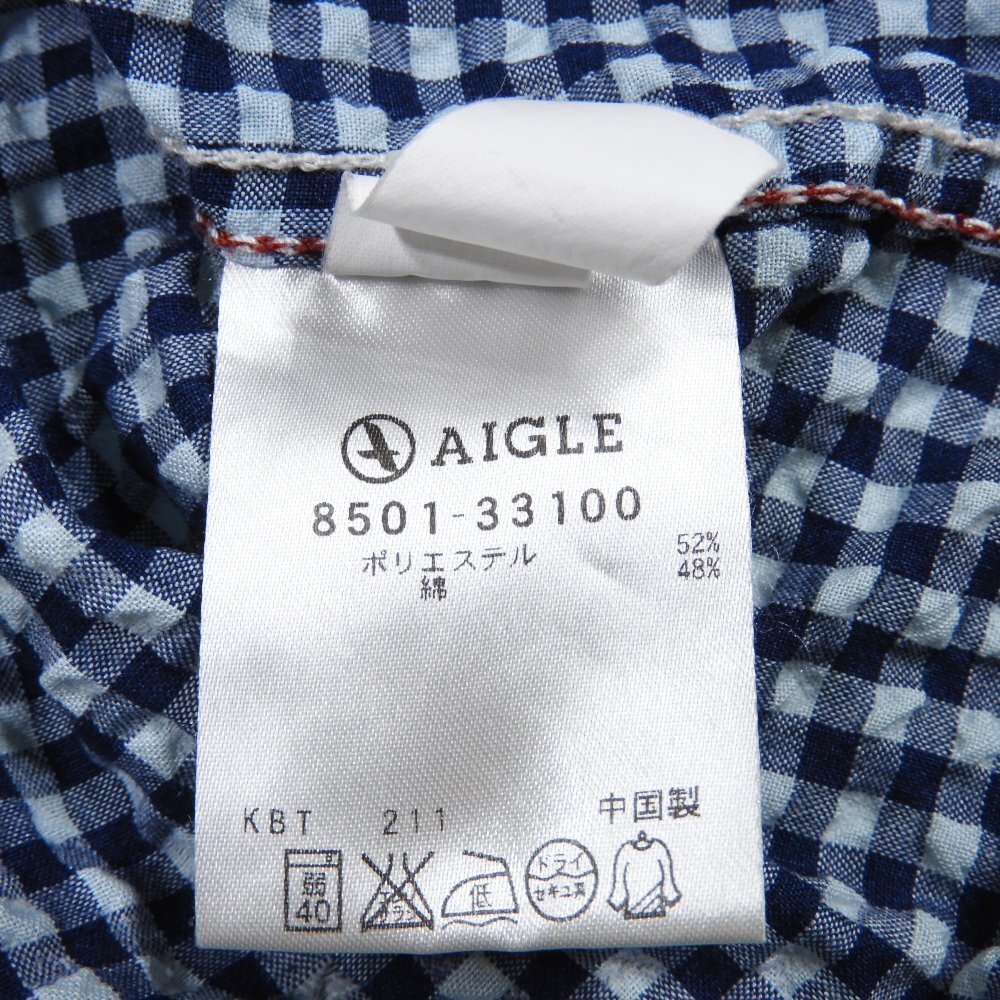 AIGLE
8501-33100
ポリエステル 52%
綿 48%
KBT 211 中国製
弱 40
低
ドライ
セキユ系